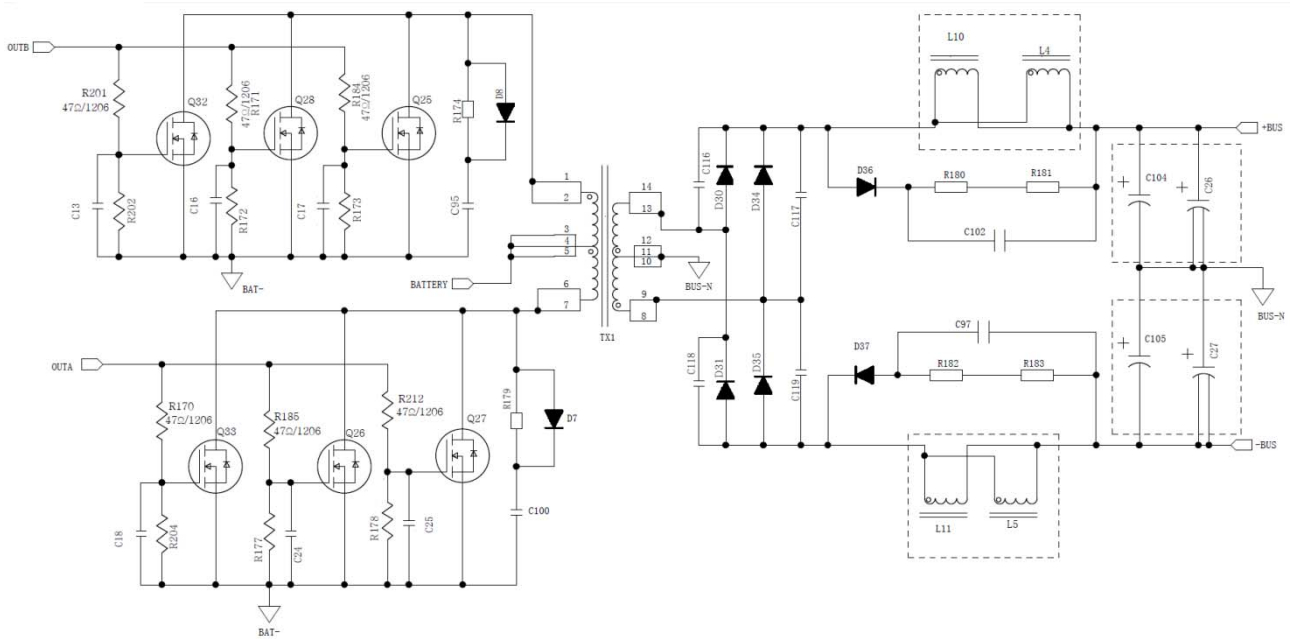 OUTB
R201
47Ω/1206
Q32
47Ω/1206
R171
Q28
R184
47Ω/1206
Q25
R174
D8
C13
R202
C16
R172
C17
R173
C95
BAT-
BATTERY
1
2
3
4
5
6
7
14
13
12
11
10
9
8
TX1
BUS-N
OUTA
R170
47Ω/1206
Q33
R185
47Ω/1206
Q26
R212
47Ω/1206
Q27
R179
D7
C18
R204
R177
C24
R178
C25
C100
BAT-
L10
L4
+BUS
C116
D30
D34
C117
D36
R180
R181
C102
+
C104
+
C26
BUS-N
C118
D31
D35
C119
D37
C97
R182
R183
+
C105
+
C27
-BUS
L11
L5